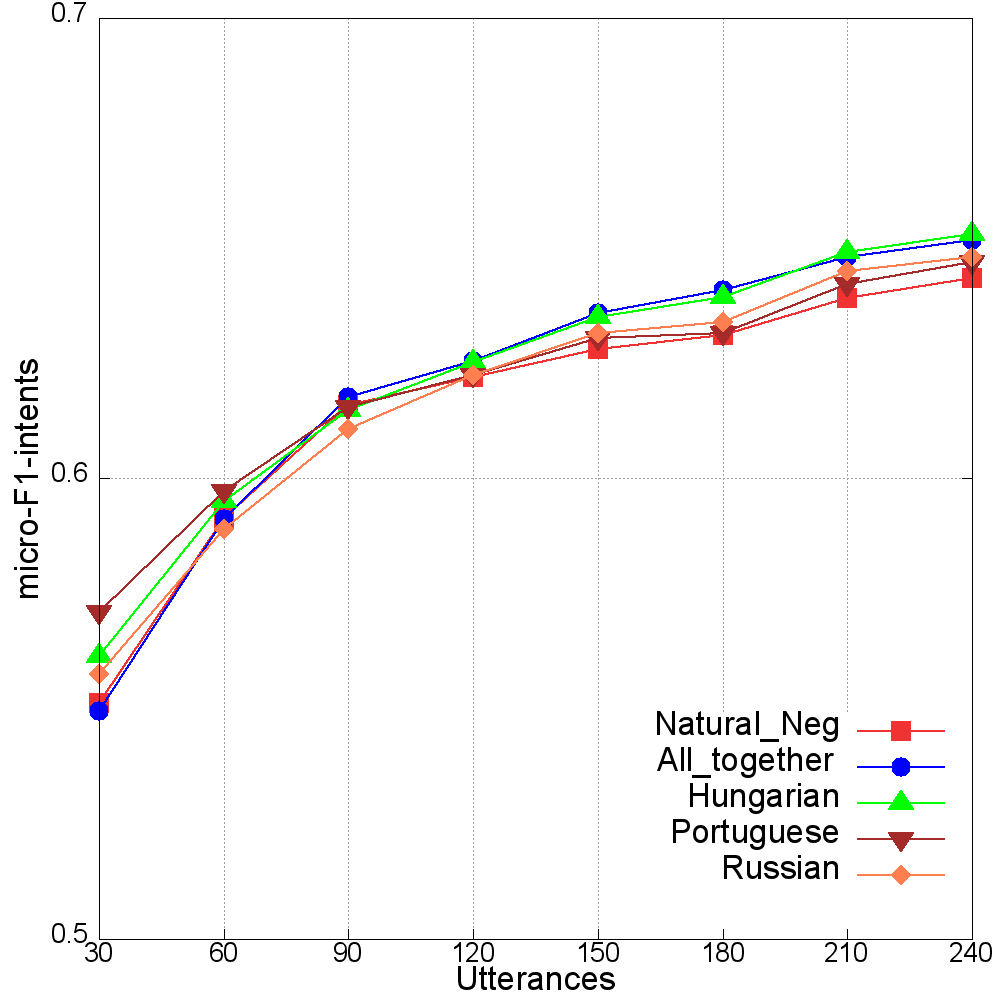 0.7
0.6
0.5
micro-F1-intents
Natural_Neg
All_together
Hungarian
Portuguese
Russian
30 60 90 120 150 180 210 240
Utterances